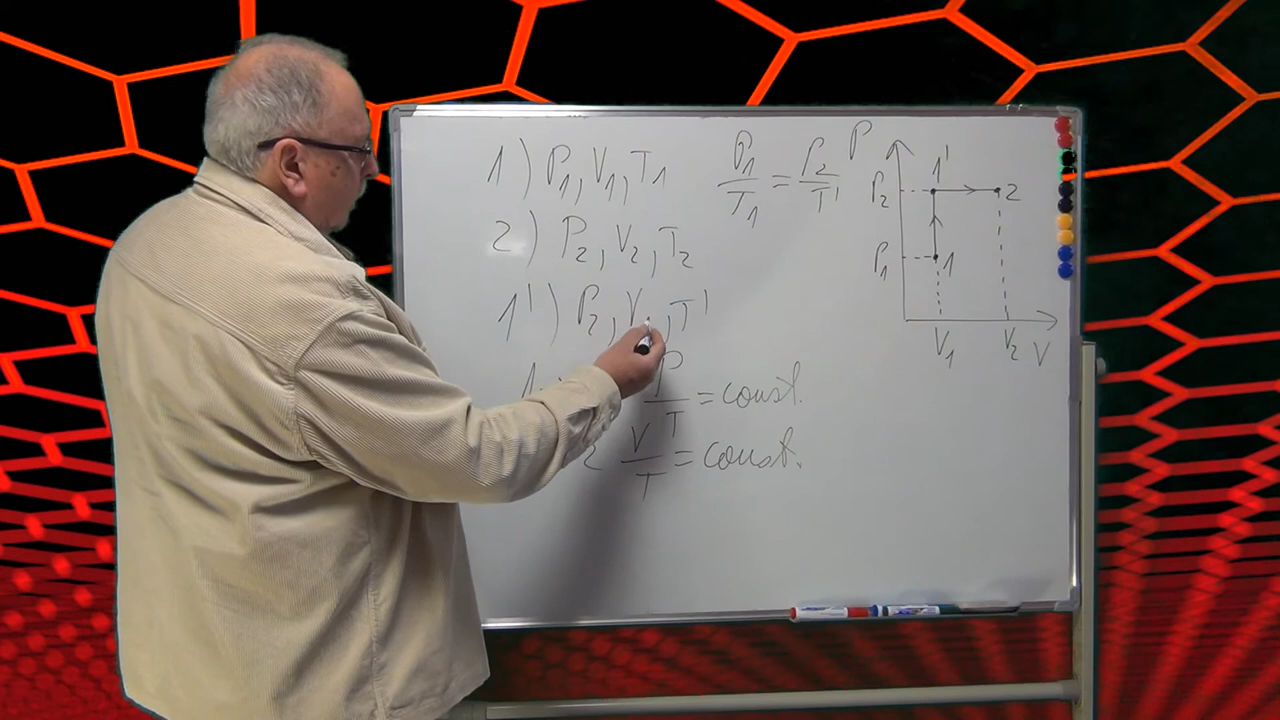 1) P₁, V₁, T₁
2) P₂, V₂, T₂
1') P₂, V , T'
P/T = const.
2 V/T = const.
P₁/T₁ = P₂/T'
P
P₂
P₁
1'
2
1
V₁
V₂
V